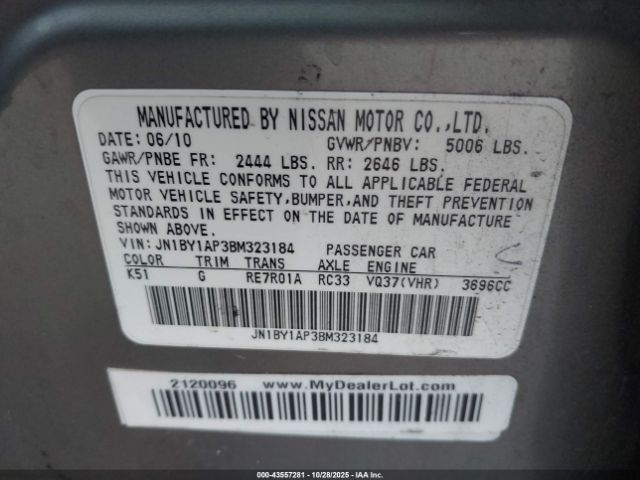 MANUFACTURED BY NISSAN MOTOR CO.,LTD.
DATE: 06/10 GVWR/PNBV: 5006 LBS.
GAWR/PNBE FR: 2444 LBS. RR: 2646 LBS.
THIS VEHICLE CONFORMS TO ALL APPLICABLE FEDERAL
MOTOR VEHICLE SAFETY,BUMPER,AND THEFT PREVENTION
STANDARDS IN EFFECT ON THE DATE OF MANUFACTURE
SHOWN ABOVE.
VIN: JN1BY1AP3BM323184 PASSENGER CAR
COLOR TRIM TRANS AXLE ENGINE
K51 G RE7R01A RC33 VQ37(VHR) 3696CC
JN1BY1AP3BM323184
2120096 www.MyDealerLot.com
000-43557281 | 10/28/2025 | COPART